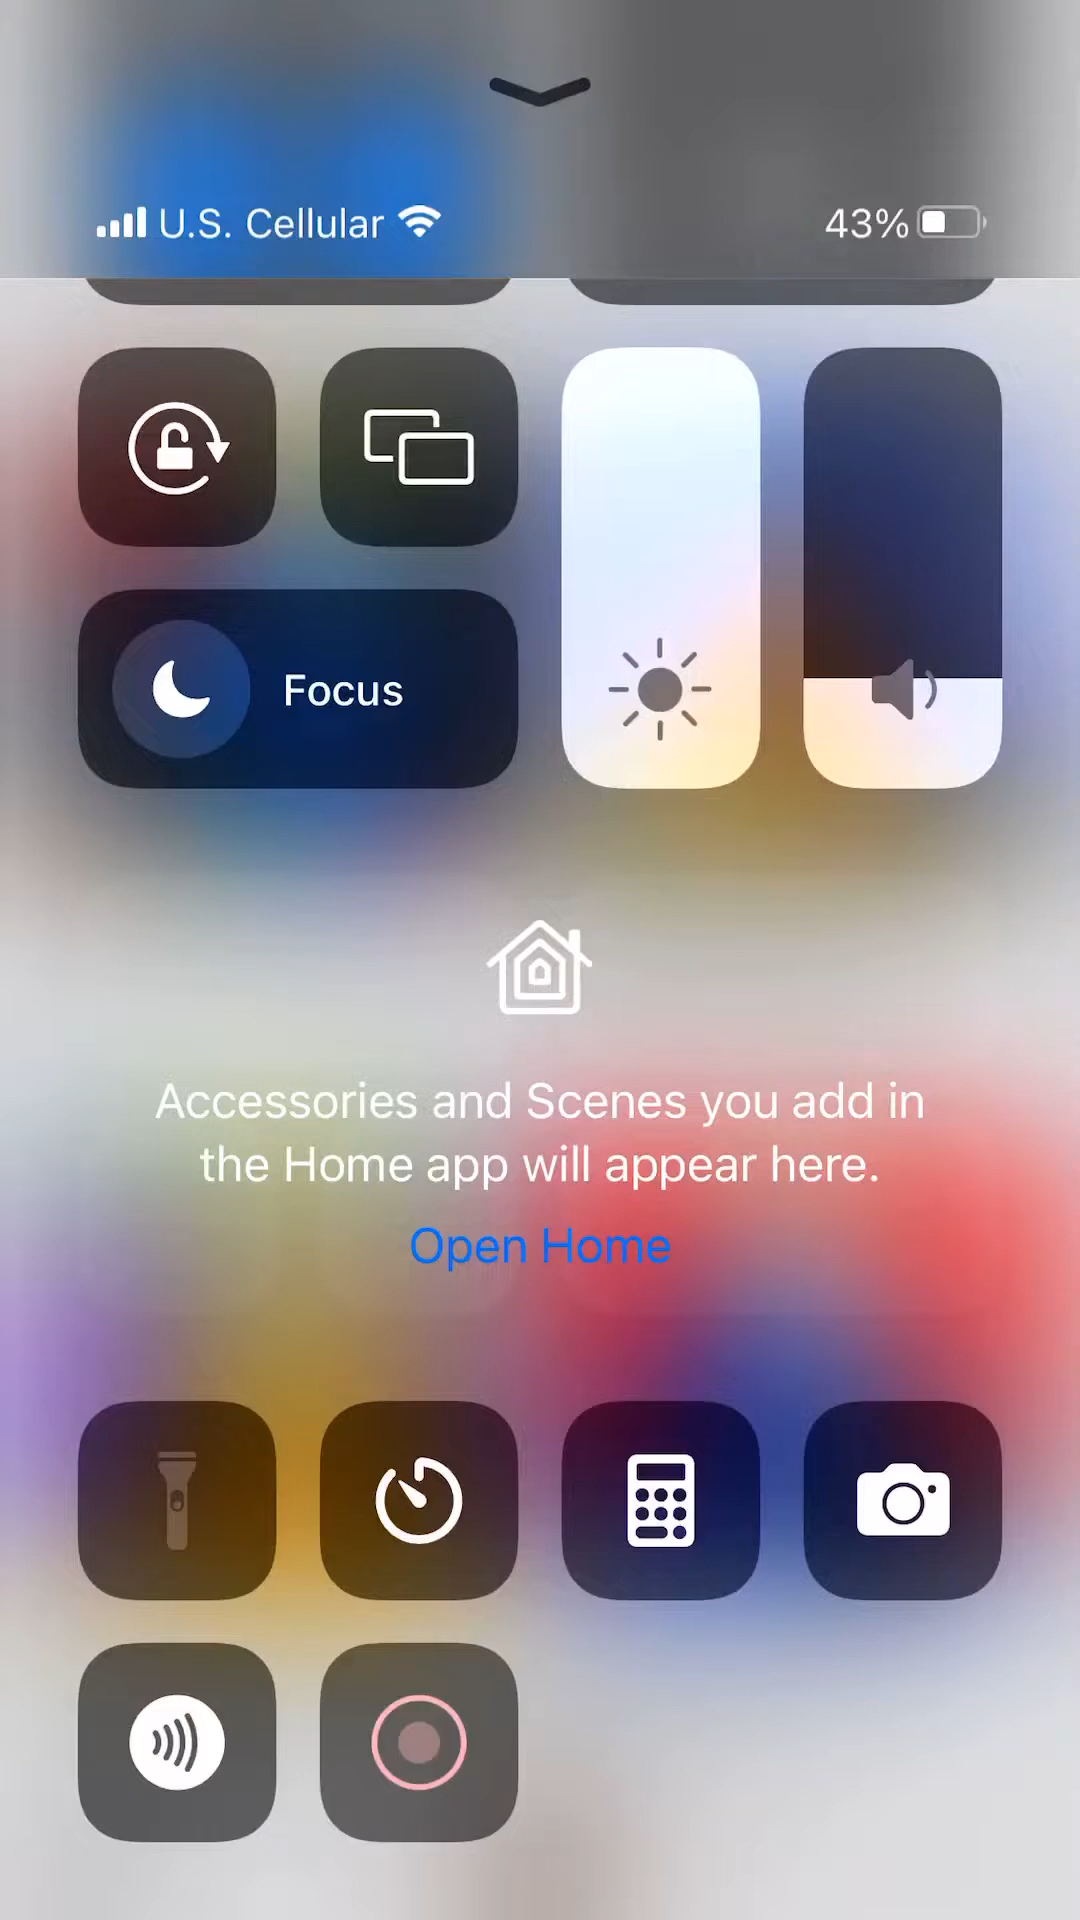 U.S. Cellular
43%
Focus
Accessories and Scenes you add in
the Home app will appear here.
Open Home